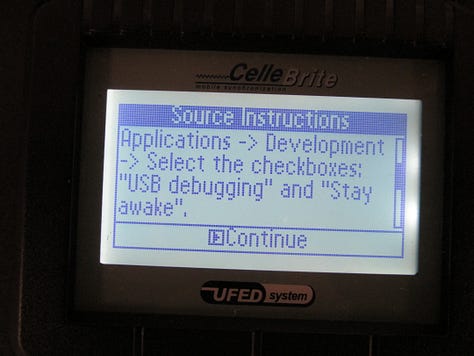 CelleBrite
mobile synchronization
Source Instructions
Applications -> Development
-> Select the checkboxes:
"USB debugging" and "Stay
awake".
Continue
UFED system